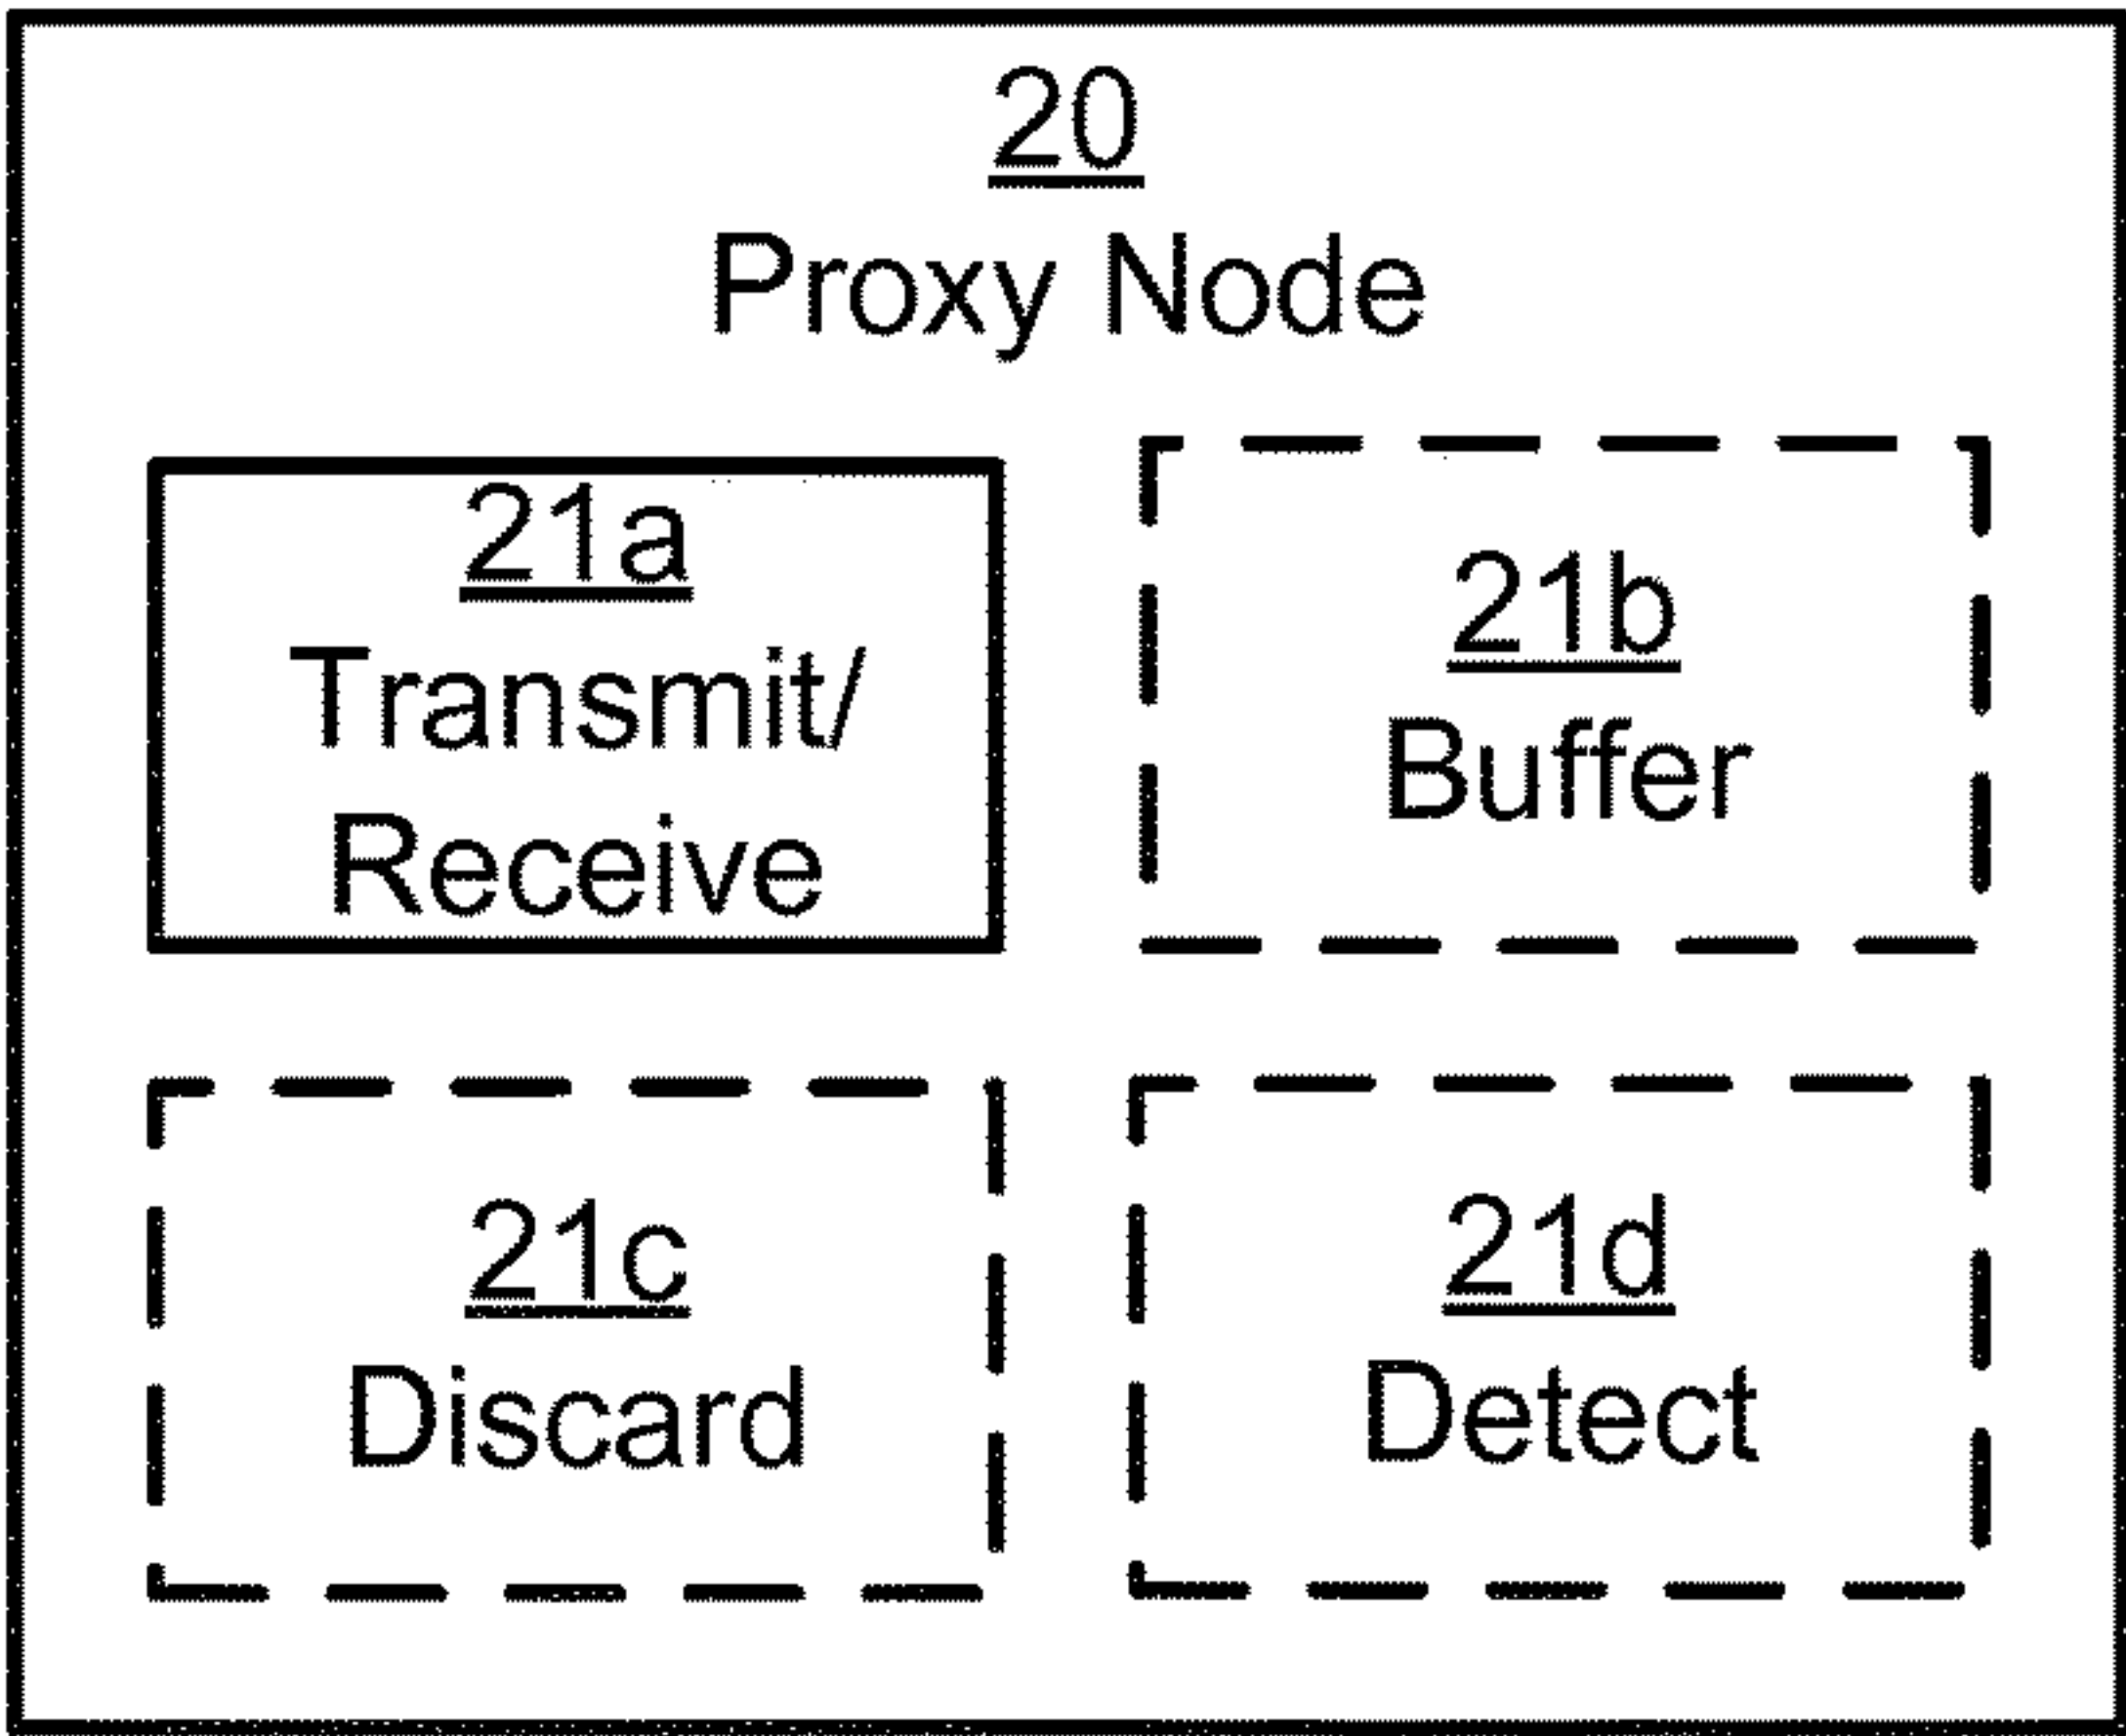 20
Proxy Node
21a
Transmit/
Receive
21b
Buffer
21c
Discard
21d
Detect